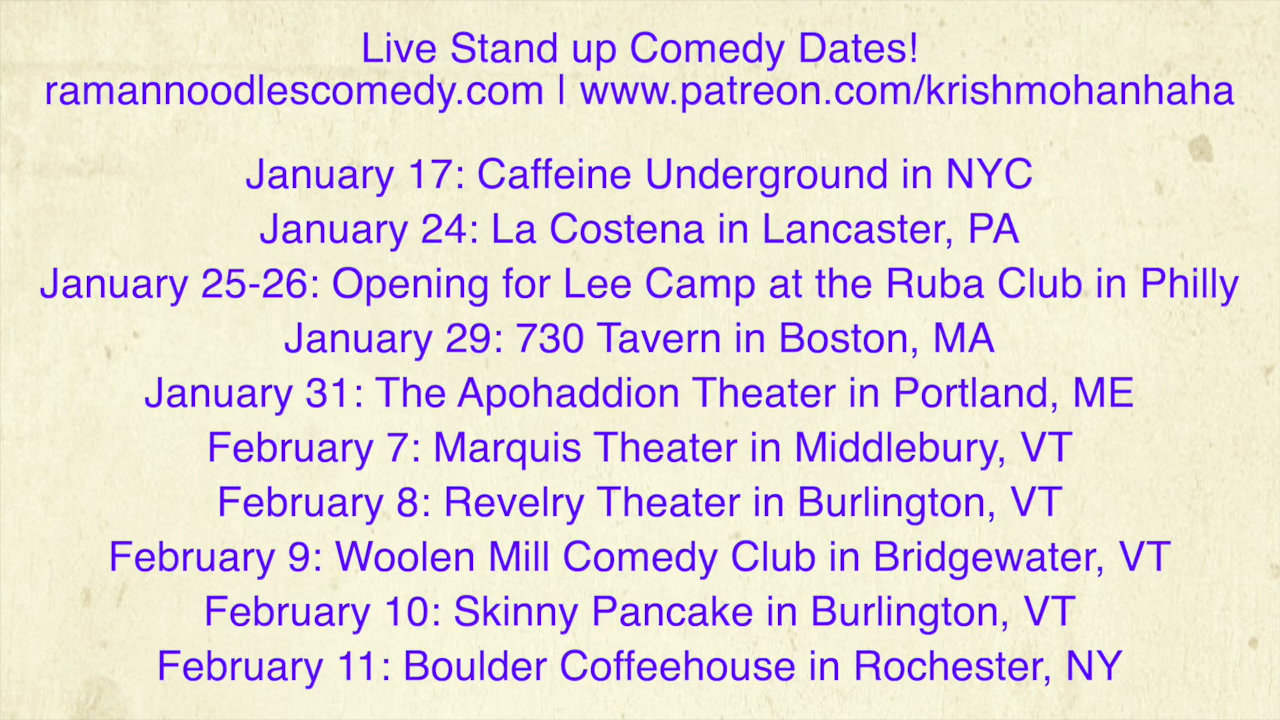 Live Stand up Comedy Dates!
ramannoodlescomedy.com | www.patreon.com/krishmohanhaha
January 17: Caffeine Underground in NYC
January 24: La Costena in Lancaster, PA
January 25-26: Opening for Lee Camp at the Ruba Club in Philly
January 29: 730 Tavern in Boston, MA
January 31: The Apohaddion Theater in Portland, ME
February 7: Marquis Theater in Middlebury, VT
February 8: Revelry Theater in Burlington, VT
February 9: Woolen Mill Comedy Club in Bridgewater, VT
February 10: Skinny Pancake in Burlington, VT
February 11: Boulder Coffeehouse in Rochester, NY